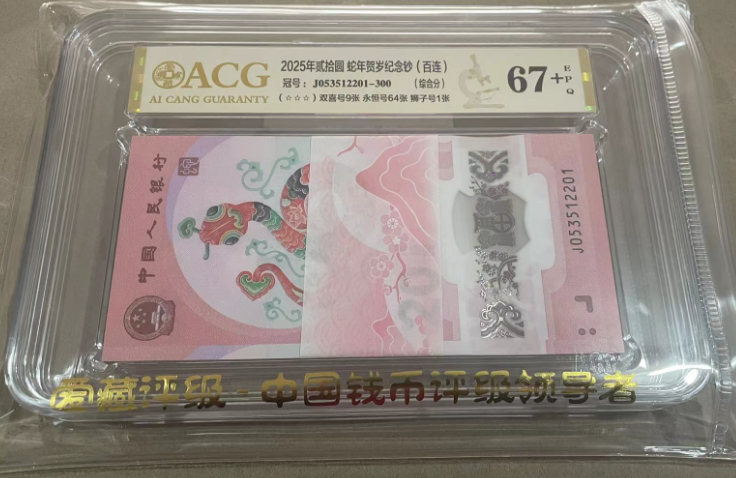 ACG
AI CANG GUARANTY
2025年贰拾圆 蛇年贺岁纪念钞（百连）
冠号：J053512201-300 （综合分）
(☆☆☆) 双喜号9张 永恒号64张 狮子号1张
67+
EPQ
中國人民銀行
J053512201
爱藏评级-中国钱币评级领导者